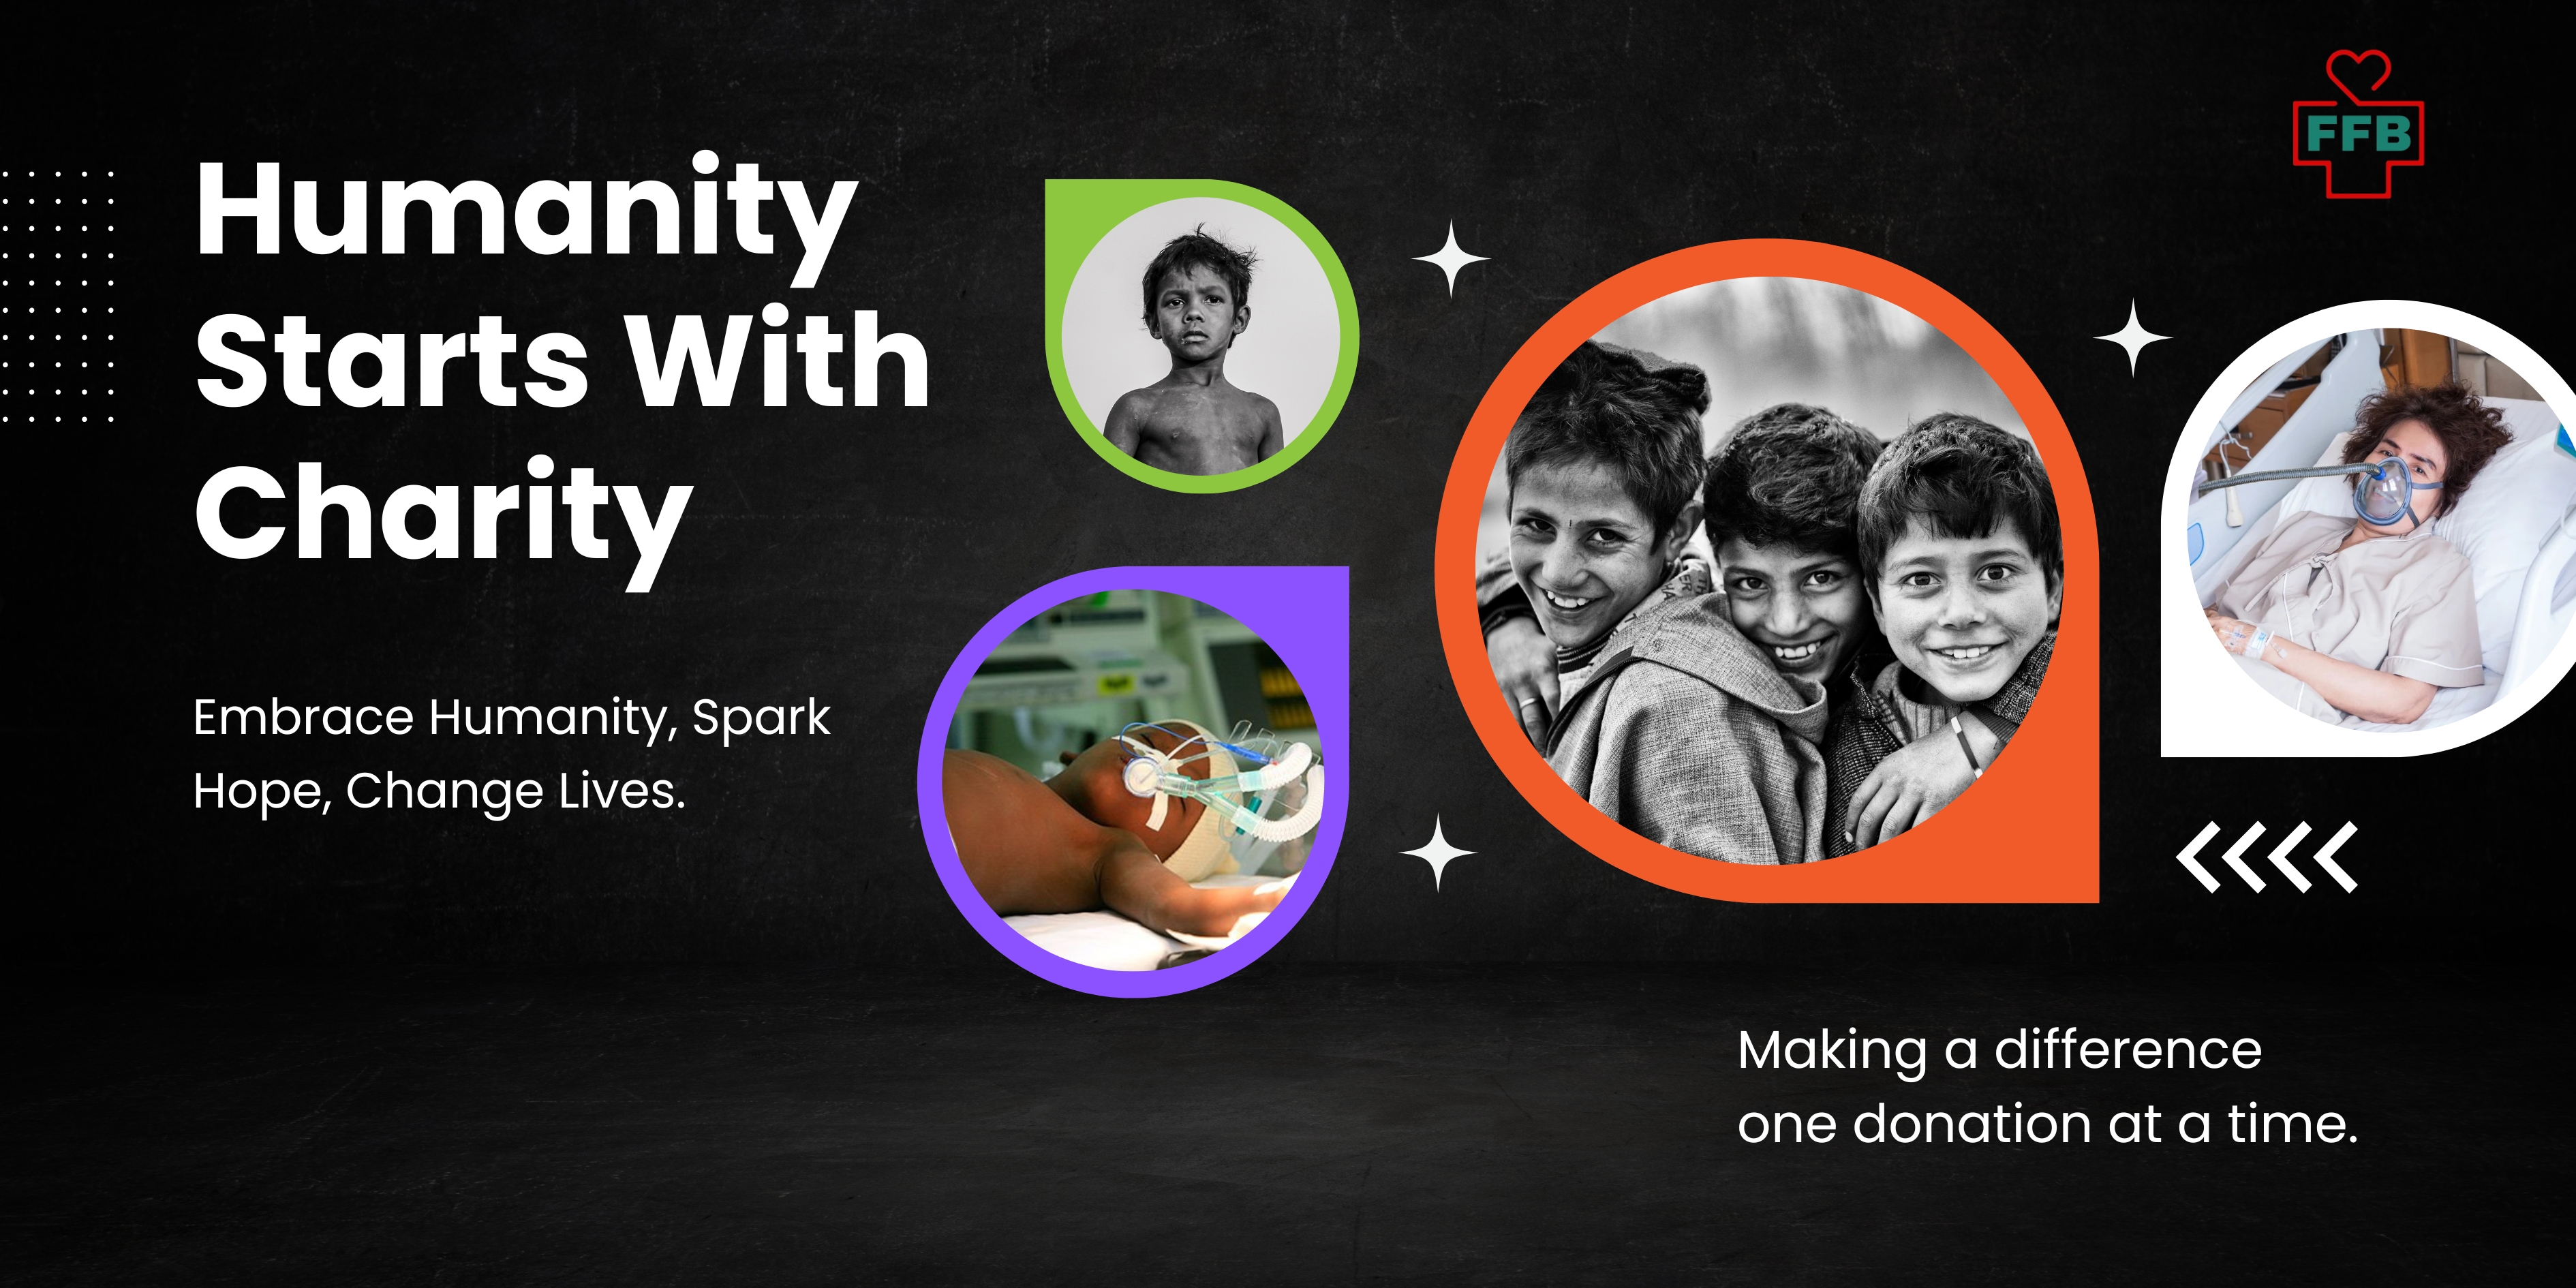 FFB
Humanity
Starts With
Charity
Embrace Humanity, Spark
Hope, Change Lives.
Making a difference
one donation at a time.